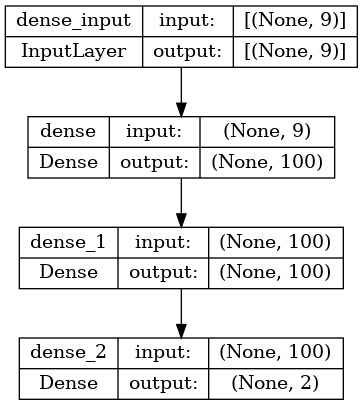 dense_input input: [(None, 9)]
InputLayer output: [(None, 9)]
dense input: (None, 9)
Dense output: (None, 100)
dense_1 input: (None, 100)
Dense output: (None, 100)
dense_2 input: (None, 100)
Dense output: (None, 2)